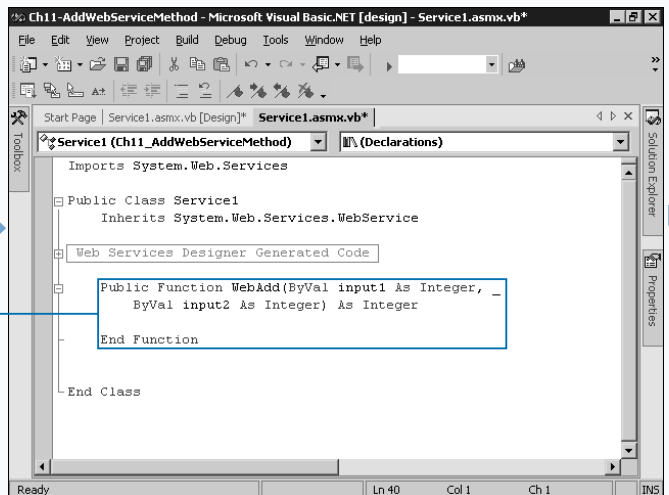 Ch11-AddWebServiceMethod - Microsoft Visual Basic.NET [design] - Service1.asmx.vb*
File Edit View Project Build Debug Tools Window Help
Start Page Service1.asmx.vb [Design]* Service1.asmx.vb*
Service1 (Ch11_AddWebServiceMethod) (Declarations)
Toolbox
Imports System.Web.Services
Public Class Service1
Inherits System.Web.Services.WebService
Web Services Designer Generated Code
Public Function WebAdd(ByVal input1 As Integer, _
ByVal input2 As Integer) As Integer
End Function
End Class
Solution Explorer
Properties
Ready Ln 40 Col 1 Ch 1 INS